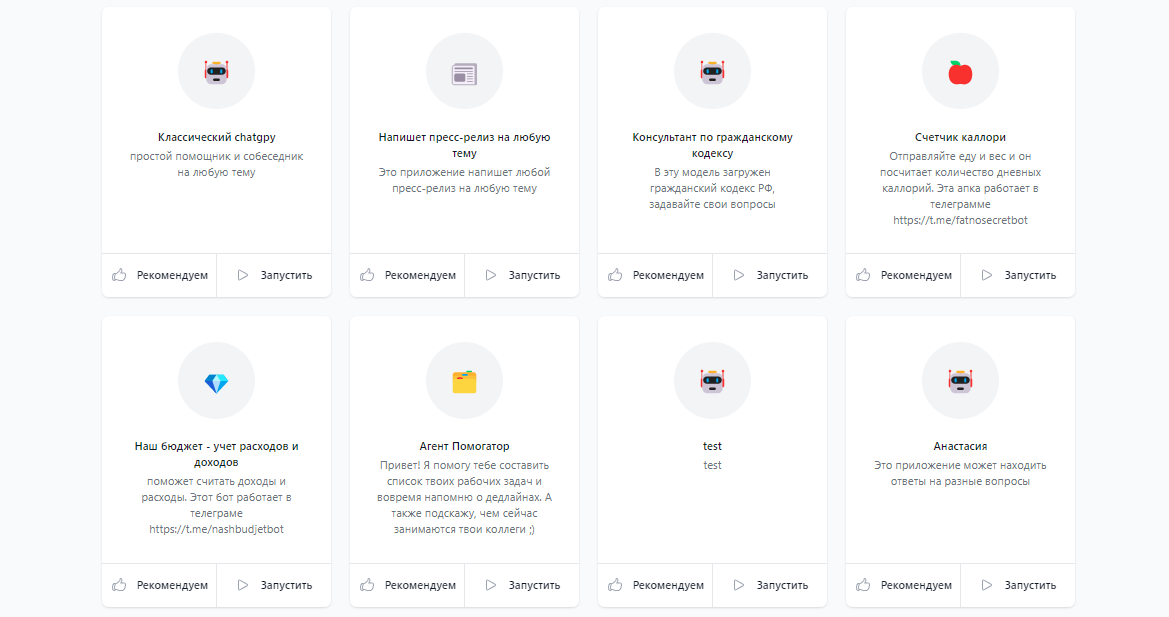 Классический chatgpy
простой помощник и собеседник
на любую тему
Рекомендуем
Запустить
Напишет пресс-релиз на любую
тему
Это приложение напишет любой
пресс-релиз на любую тему
Рекомендуем
Запустить
Консультант по гражданскому
кодексу
В эту модель загружен
гражданский кодекс РФ,
задавайте свои вопросы
Рекомендуем
Запустить
Счетчик каллори
Отправляйте еду и вес и он
посчитает количество дневных
каллорий. Эта апка работает в
телеграмме
https://t.me/fatnosecretbot
Рекомендуем
Запустить
Наш бюджет - учет расходов и
доходов
поможет считать доходы и
расходы. Этот бот работает в
телеграме
https://t.me/nashbudjetbot
Рекомендуем
Запустить
Агент Помогатор
Привет! Я помогу тебе составить
список твоих рабочих задач и
вовремя напомню о дедлайнах. А
также подскажу, чем сейчас
занимаются твои коллеги ;)
Рекомендуем
Запустить
test
test
Рекомендуем
Запустить
Анастасия
Это приложение может находить
ответы на разные вопросы
Рекомендуем
Запустить